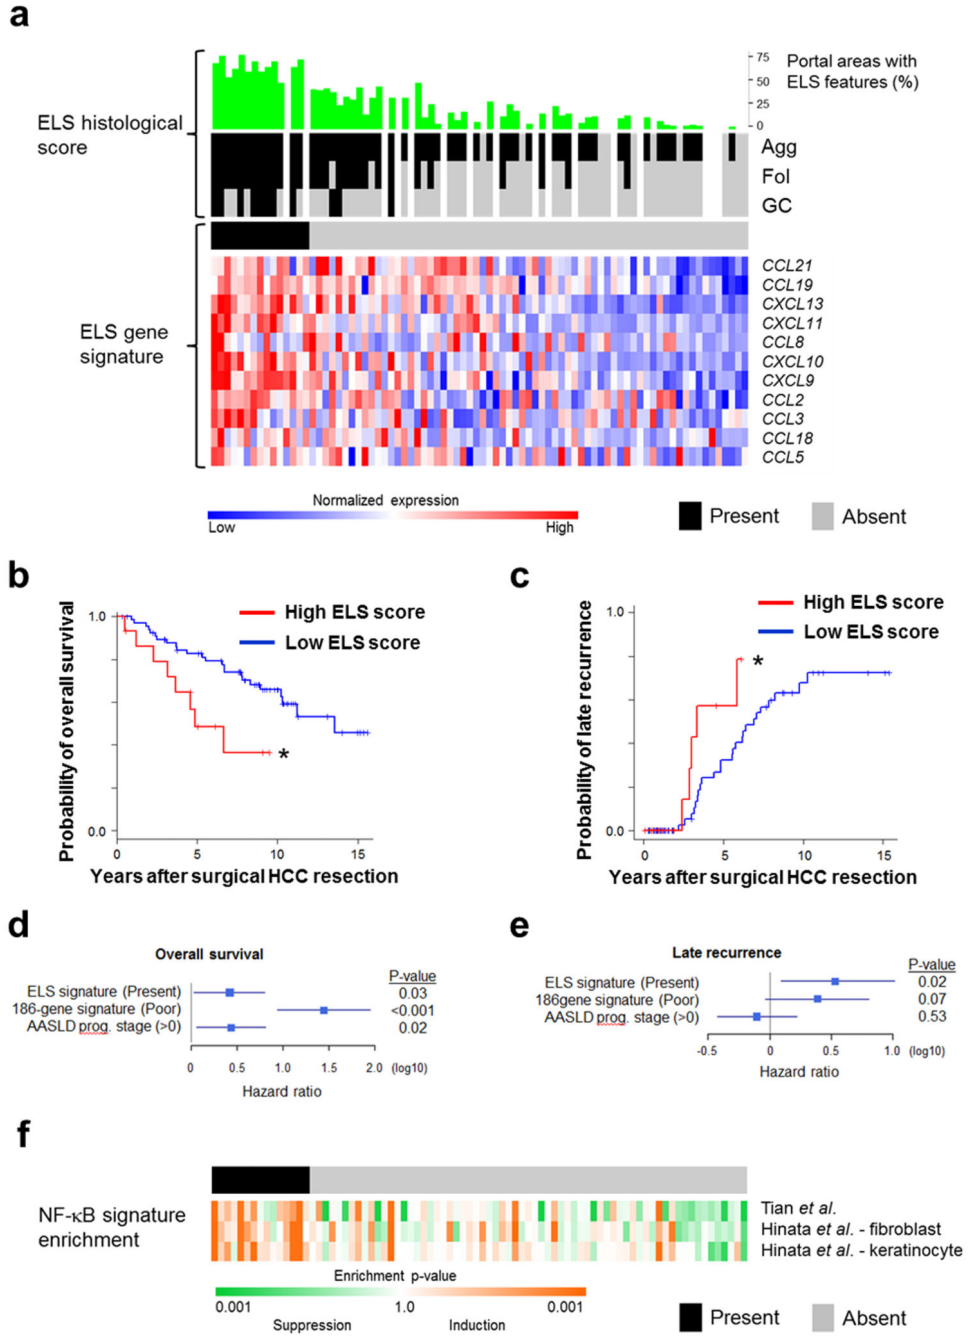 a
75
50
25
0
Portal areas with
ELS features (%)
ELS histological
score
Agg
Fol
GC
ELS gene
signature
CCL21
CCL19
CXCL13
CXCL11
CCL8
CXCL10
CXCL9
CCL2
CCL3
CCL18
CCL5
Normalized expression
Low
High
Present
Absent
b
1.0
0.0
Probability of overall survival
High ELS score
Low ELS score
*
0
5
10
15
Years after surgical HCC resection
c
1.0
0.0
Probability of late recurrence
High ELS score
Low ELS score
*
0
5
10
15
Years after surgical HCC resection
d
Overall survival
P-value
ELS signature (Present) 0.03
186-gene signature (Poor) <0.001
AASLD prog. stage (>0) 0.02
0 0.5 1.0 1.5 2.0 (log10)
Hazard ratio
e
Late recurrence
P-value
ELS signature (Present) 0.02
186gene signature (Poor) 0.07
AASLD prog. stage (>0) 0.53
-0.5 0 0.5 1.0 (log10)
Hazard ratio
f
NF-κB signature
enrichment
Tian et al.
Hinata et al. - fibroblast
Hinata et al. - keratinocyte
Enrichment p-value
0.001 1.0 0.001
Suppression Induction
Present
Absent